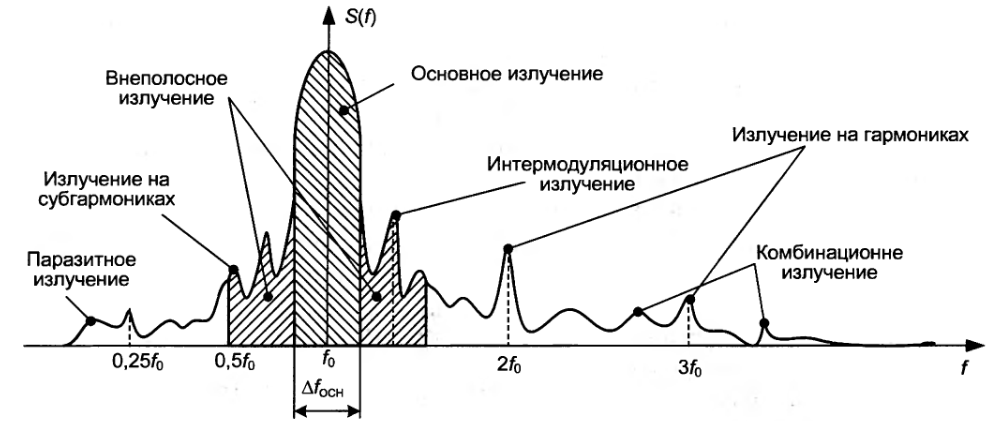 S(f)
Основное излучение
Внеполосное
излучение
Излучение на гармониках
Интермодуляционное
излучение
Излучение на
субгармониках
Паразитное
излучение
Комбинационне
излучение
0,25f₀
0,5f₀
f₀
2f₀
3f₀
f
Δfосн